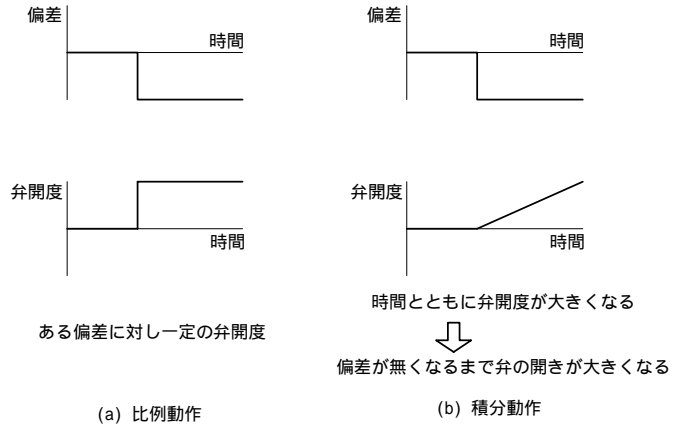 偏差
時間
弁開度
時間
ある偏差に対し一定の弁開度
(a) 比例動作
偏差
時間
弁開度
時間
時間とともに弁開度が大きくなる
偏差が無くなるまで弁の開きが大きくなる
(b) 積分動作